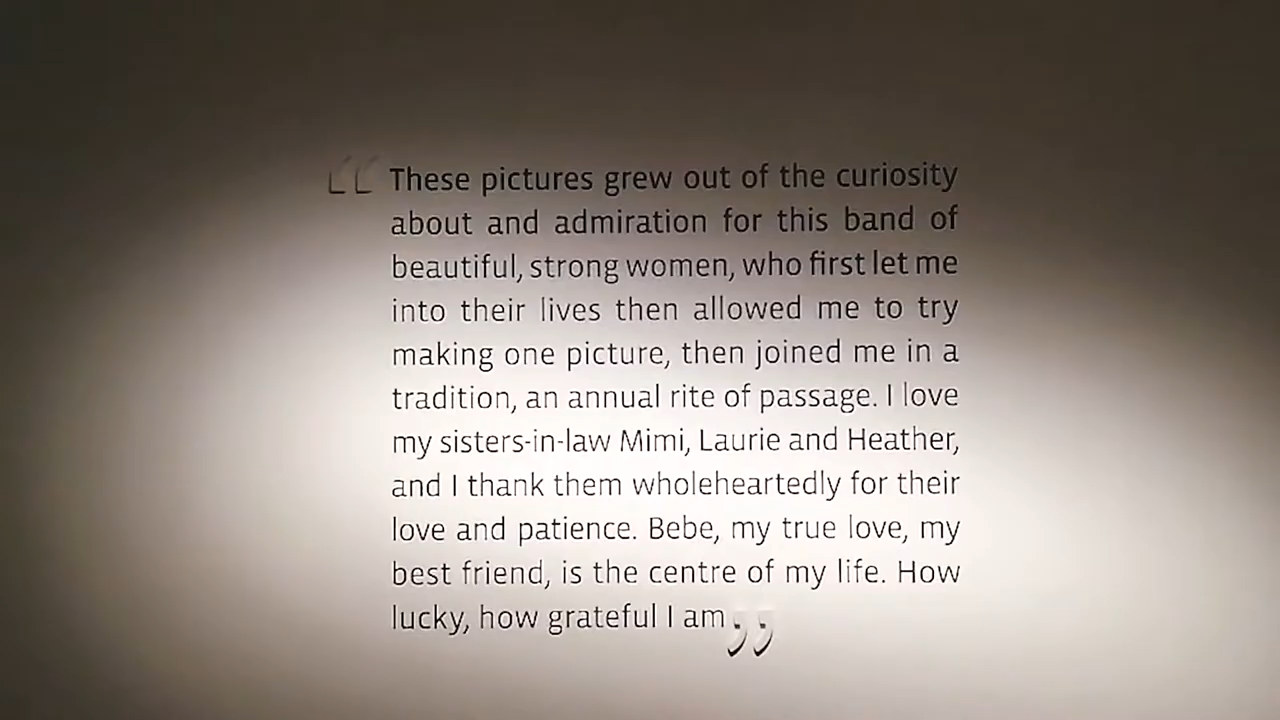 “ These pictures grew out of the curiosity
about and admiration for this band of
beautiful, strong women, who first let me
into their lives then allowed me to try
making one picture, then joined me in a
tradition, an annual rite of passage. I love
my sisters-in-law Mimi, Laurie and Heather,
and I thank them wholeheartedly for their
love and patience. Bebe, my true love, my
best friend, is the centre of my life. How
lucky, how grateful I am. ”